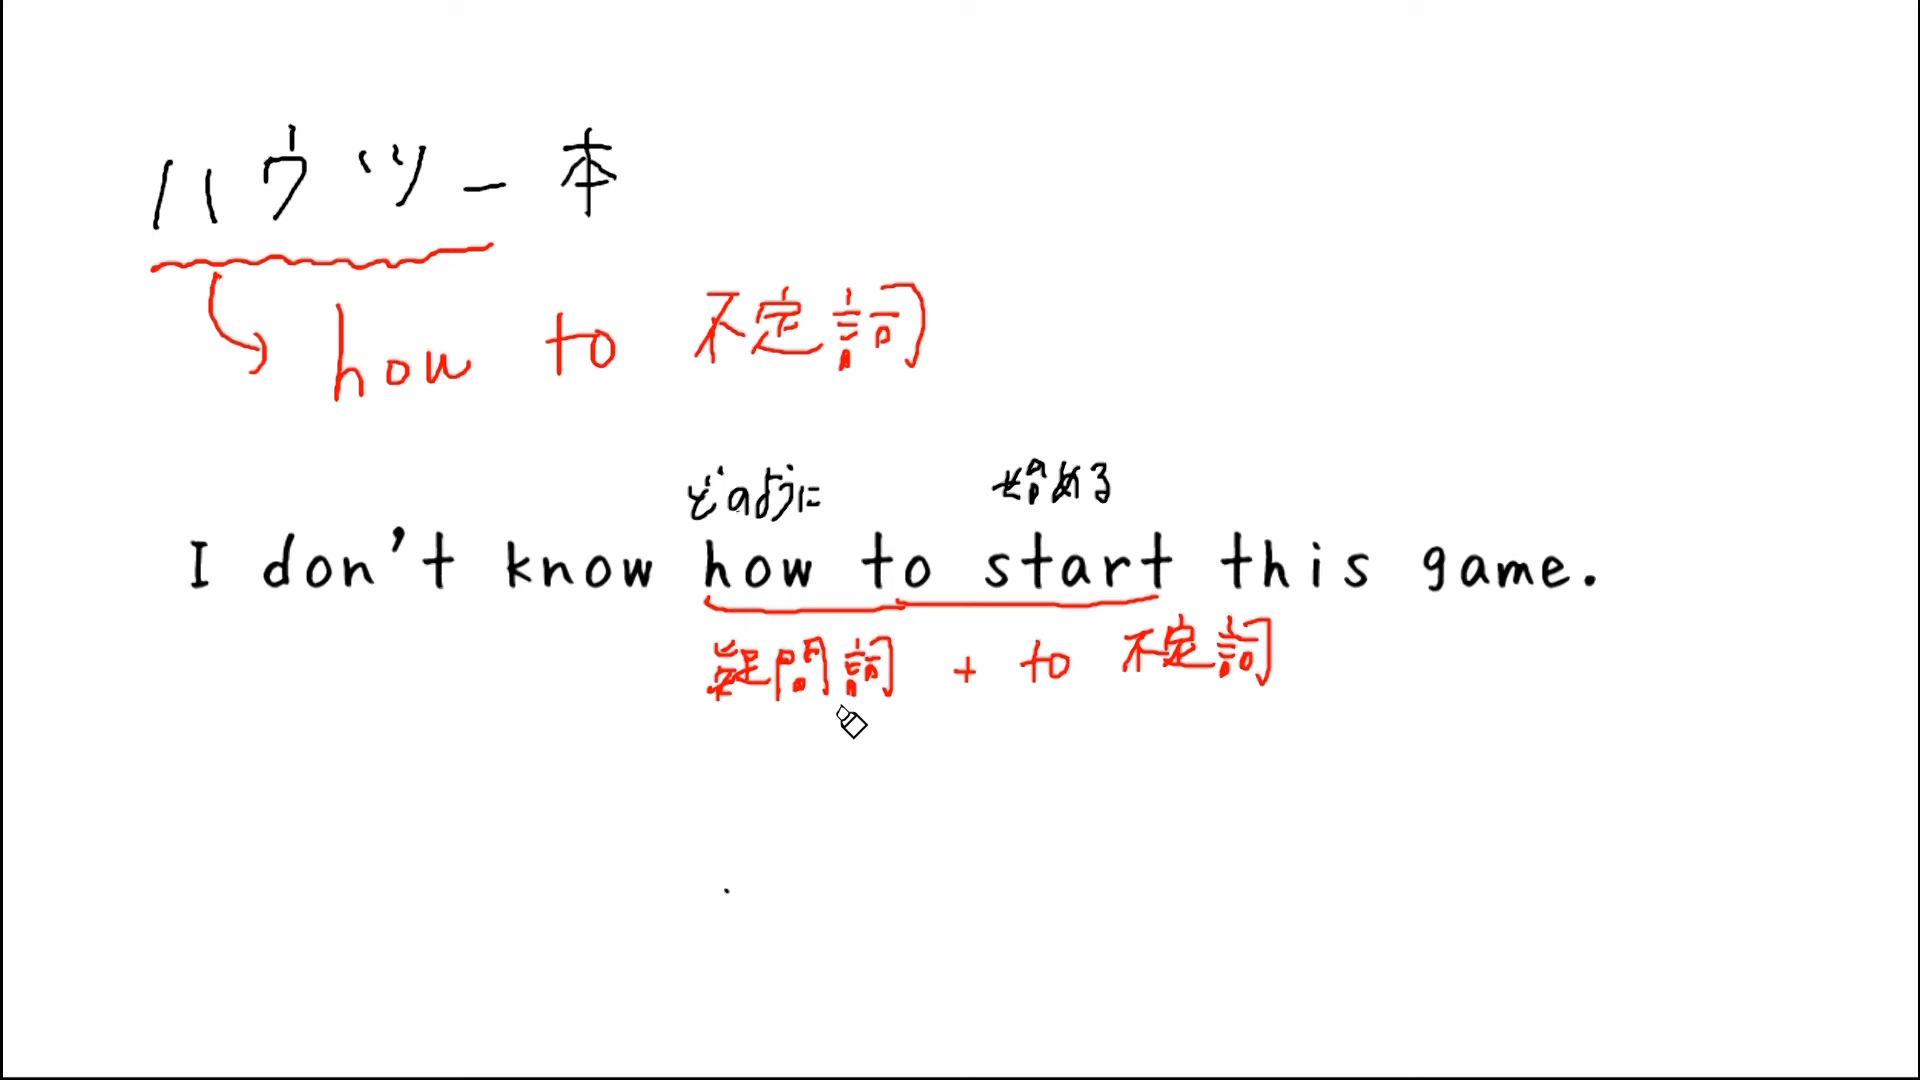 ハウツー本
how to 不定詞
どのように 始める
I don't know how to start this game.
疑問詞 + to 不定詞